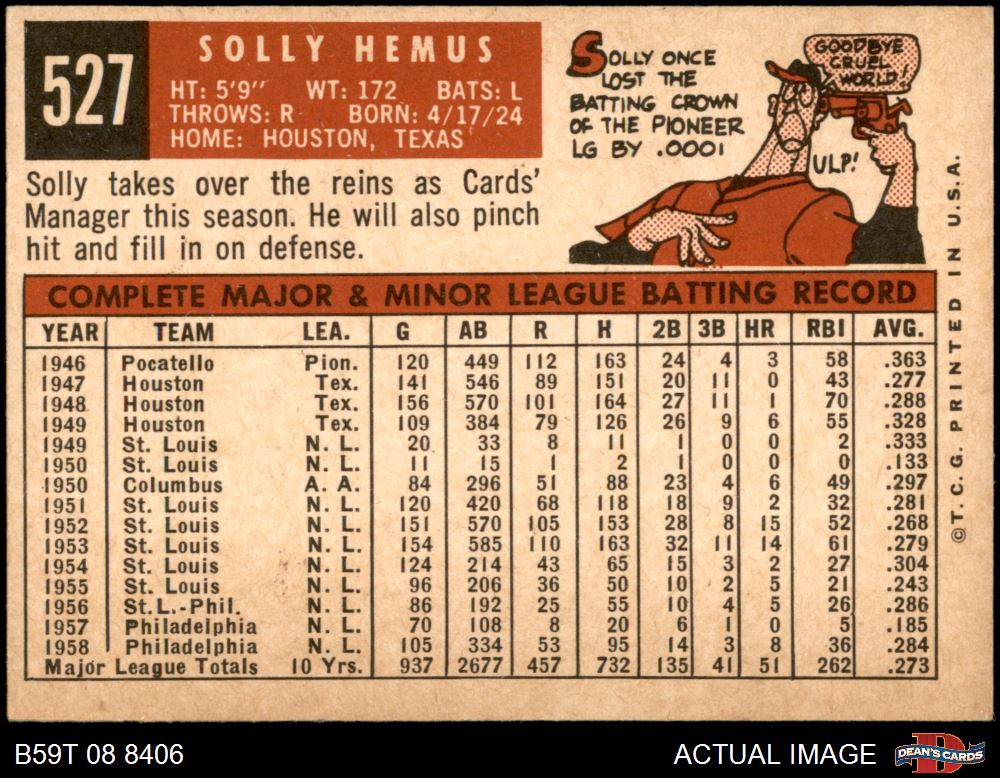 527
SOLLY HEMUS
HT: 5'9" WT: 172 BATS: L
THROWS: R BORN: 4/17/24
HOME: HOUSTON, TEXAS
SOLLY ONCE
LOST THE
BATTING CROWN
OF THE PIONEER
LG BY .0001
GOODBYE
CRUEL
WORLD!
ULP!
Solly takes over the reins as Cards'
Manager this season. He will also pinch
hit and fill in on defense.
COMPLETE MAJOR & MINOR LEAGUE BATTING RECORD
YEAR TEAM LEA. G AB R H 2B 3B HR RBI AVG.
1946 Pocatello Pion. 120 449 112 163 24 4 3 58 .363
1947 Houston Tex. 141 546 89 151 20 11 0 43 .277
1948 Houston Tex. 156 570 101 164 27 11 1 70 .288
1949 Houston Tex. 109 384 79 126 26 9 6 55 .328
1949 St. Louis N. L. 20 33 8 11 1 0 0 2 .333
1950 St. Louis N. L. 11 15 1 2 1 0 0 0 .133
1950 Columbus A. A. 84 296 51 88 23 4 6 49 .297
1951 St. Louis N. L. 120 420 68 118 18 9 2 32 .281
1952 St. Louis N. L. 151 570 105 153 28 8 15 52 .268
1953 St. Louis N. L. 154 585 110 163 32 11 14 61 .279
1954 St. Louis N. L. 124 214 43 65 15 3 2 27 .304
1955 St. Louis N. L. 96 206 36 50 10 2 5 21 .243
1956 St.L.-Phil. N. L. 86 192 25 55 10 4 5 26 .286
1957 Philadelphia N. L. 70 108 8 20 6 1 0 5 .185
1958 Philadelphia N. L. 105 334 53 95 14 3 8 36 .284
Major League Totals 10 Yrs. 937 2677 457 732 135 41 51 262 .273
© T. C. G. PRINTED IN U.S.A.
B59T 08 8406 ACTUAL IMAGE
DEAN'S CARDS